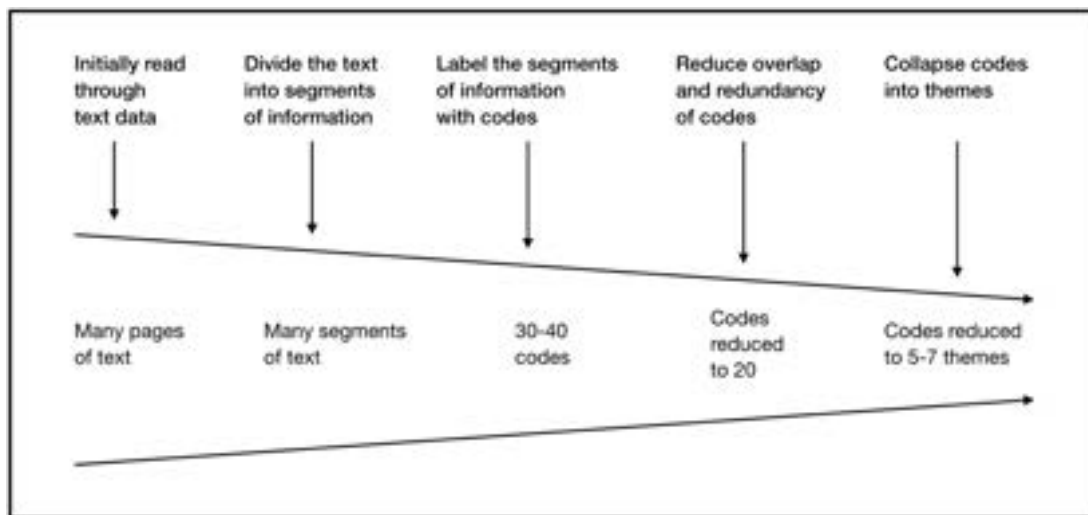 Initially read
through
text data
Divide the text
into segments
of information
Label the segments
of information
with codes
Reduce overlap
and redundancy
of codes
Collapse codes
into themes
Many pages
of text
Many segments
of text
30-40
codes
Codes
reduced
to 20
Codes reduced
to 5-7 themes